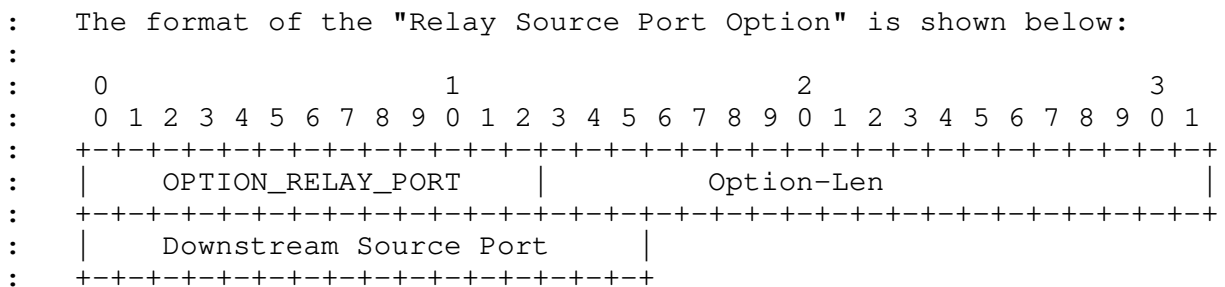 :    The format of the "Relay Source Port Option" is shown below:
:
:     0                   1                   2                   3
:     0 1 2 3 4 5 6 7 8 9 0 1 2 3 4 5 6 7 8 9 0 1 2 3 4 5 6 7 8 9 0 1
:    +-+-+-+-+-+-+-+-+-+-+-+-+-+-+-+-+-+-+-+-+-+-+-+-+-+-+-+-+-+-+-+-+
:    |    OPTION_RELAY_PORT    |         Option-Len                  |
:    +-+-+-+-+-+-+-+-+-+-+-+-+-+-+-+-+-+-+-+-+-+-+-+-+-+-+-+-+-+-+-+-+
:    |    Downstream Source Port     |
:    +-+-+-+-+-+-+-+-+-+-+-+-+-+-+-+-+